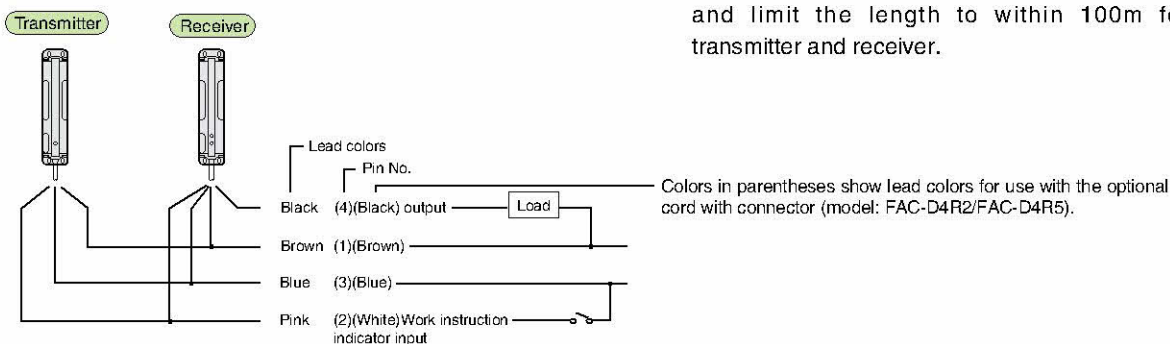 and limit the length to within 100m
transmitter and receiver.
Transmitter
Receiver
Lead colors
Pin No.
Black (4)(Black) output
Load
Colors in parentheses show lead colors for use with the optional
cord with connector (model: FAC-D4R2/FAC-D4R5).
Brown (1)(Brown)
Blue (3)(Blue)
Pink (2)(White)Work instruction
indicator input